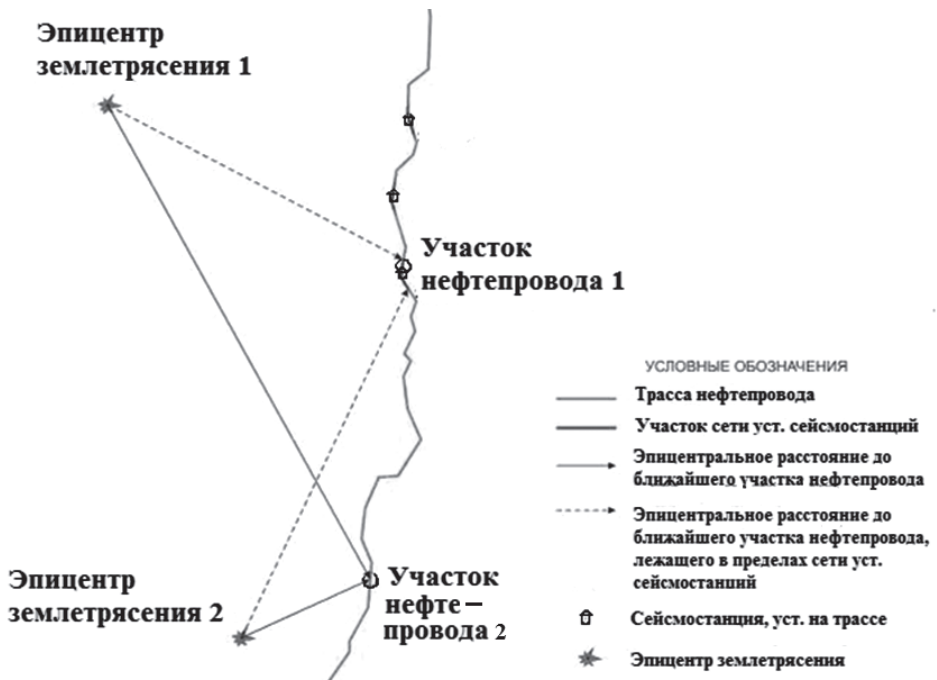 Эпицентр
землетрясения 1
Участок
нефтепровода 1
УСЛОВНЫЕ ОБОЗНАЧЕНИЯ
Трасса нефтепровода
Участок сети уст. сейсмостанций
Эпицентральное расстояние до
ближайшего участка нефтепровода
Эпицентральное расстояние до
ближайшего участка нефтепровода,
лежащего в пределах сети уст.
сейсмостанций
Сейсмостанция, уст. на трассе
Эпицентр землетрясения
Эпицентр
землетрясения 2
Участок
нефте–
провода 2